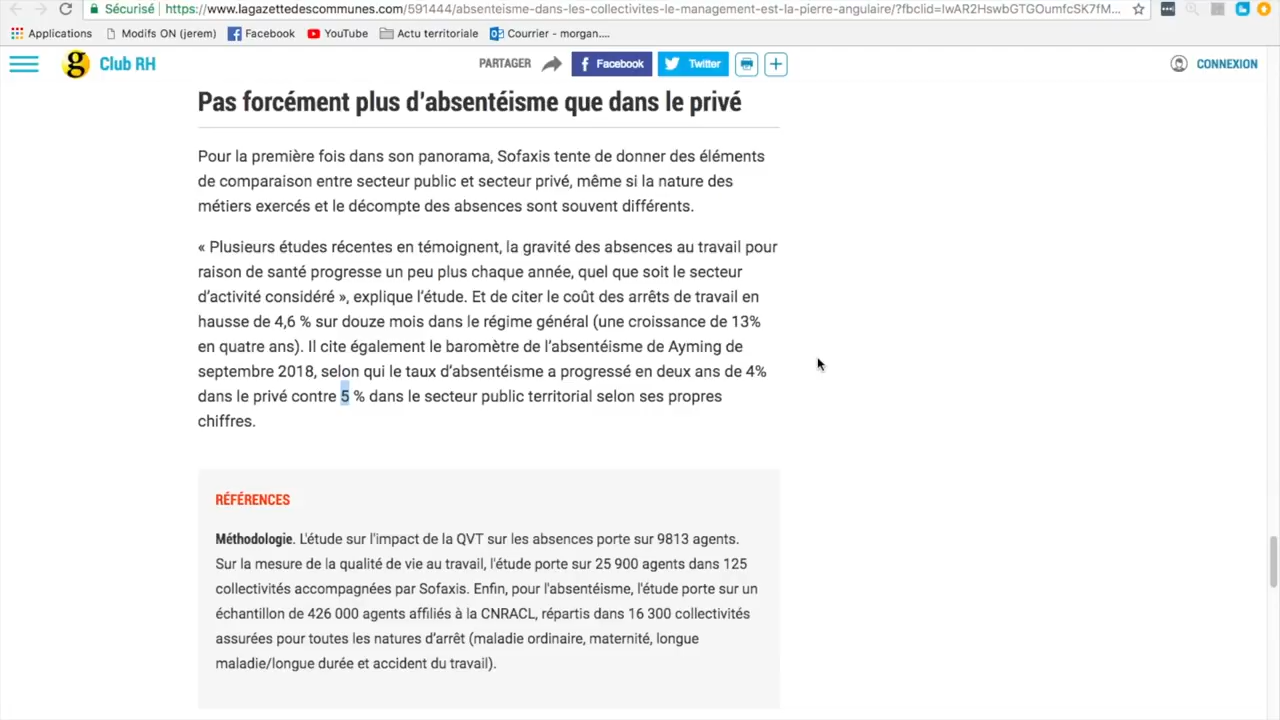 Sécurisé https://www.lagazettedescommunes.com/591444/absenteisme-dans-les-collectivites-le-management-est-la-pierre-angulaire/?fbclid=IwAR2HswbGTGOumfcSK7fM...
Applications Modifs ON (jerem) Facebook YouTube Actu territoriale Courrier - morgan....
g Club RH PARTAGER Facebook Twitter CONNEXION
Pas forcément plus d'absentéisme que dans le privé
Pour la première fois dans son panorama, Sofaxis tente de donner des éléments
de comparaison entre secteur public et secteur privé, même si la nature des
métiers exercés et le décompte des absences sont souvent différents.
« Plusieurs études récentes en témoignent, la gravité des absences au travail pour
raison de santé progresse un peu plus chaque année, quel que soit le secteur
d'activité considéré », explique l'étude. Et de citer le coût des arrêts de travail en
hausse de 4,6 % sur douze mois dans le régime général (une croissance de 13%
en quatre ans). Il cite également le baromètre de l'absentéisme de Ayming de
septembre 2018, selon qui le taux d'absentéisme a progressé en deux ans de 4%
dans le privé contre 5 % dans le secteur public territorial selon ses propres
chiffres.
RÉFÉRENCES
Méthodologie. L'étude sur l'impact de la QVT sur les absences porte sur 9813 agents.
Sur la mesure de la qualité de vie au travail, l'étude porte sur 25 900 agents dans 125
collectivités accompagnées par Sofaxis. Enfin, pour l'absentéisme, l'étude porte sur un
échantillon de 426 000 agents affiliés à la CNRACL, répartis dans 16 300 collectivités
assurées pour toutes les natures d'arrêt (maladie ordinaire, maternité, longue
maladie/longue durée et accident du travail).